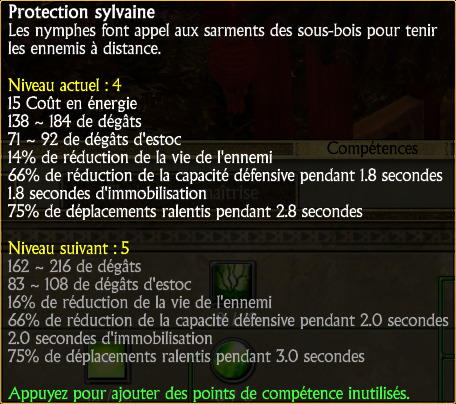 Protection sylvaine
Les nymphes font appel aux sarments des sous-bois pour tenir
les ennemis à distance.
Niveau actuel : 4
15 Coût en énergie
138 ~ 184 de dégâts
71 ~ 92 de dégâts d'estoc
14% de réduction de la vie de l'ennemi
Compétences
66% de réduction de la capacité défensive pendant 1.8 secondes
1.8 secondes d'immobilisation
maîtrise
75% de déplacements ralentis pendant 2.8 secondes
Niveau suivant : 5
162 ~ 216 de dégâts
83 ~ 108 de dégâts d'estoc
16% de réduction de la vie de l'ennemi
66% de réduction de la capacité défensive pendant 2.0 secondes
2.0 secondes d'immobilisation
75% de déplacements ralentis pendant 3.0 secondes
Appuyez pour ajouter des points de compétence inutilisés.